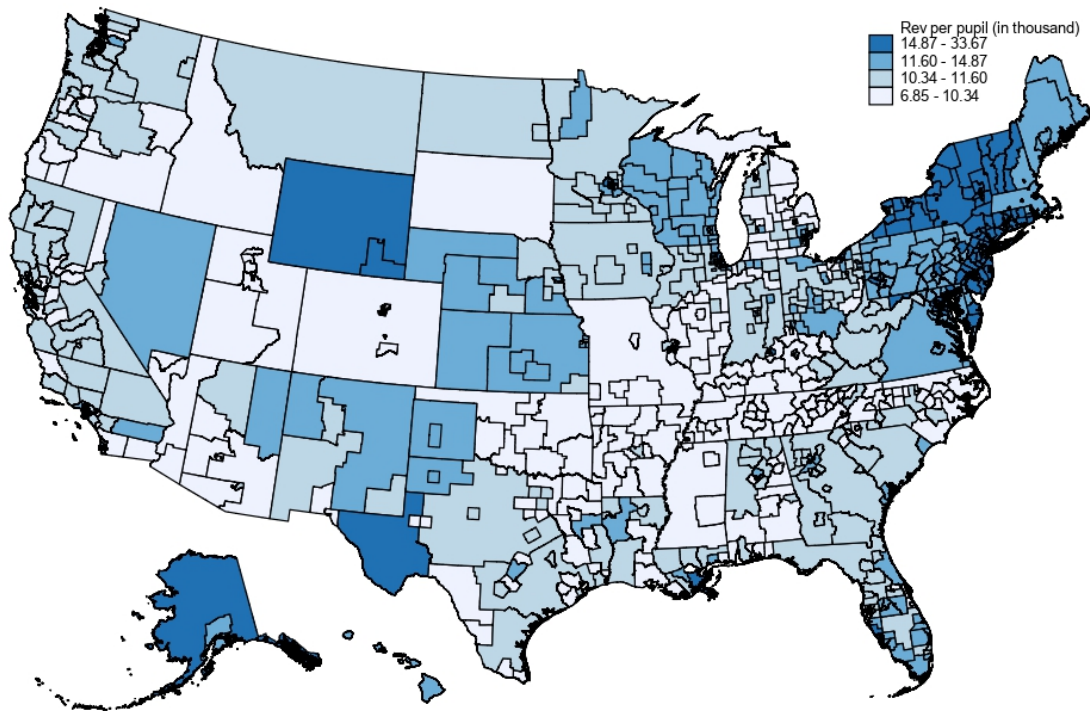 Rev per pupil (in thousand)
14.87 - 33.67
11.60 - 14.87
10.34 - 11.60
6.85 - 10.34